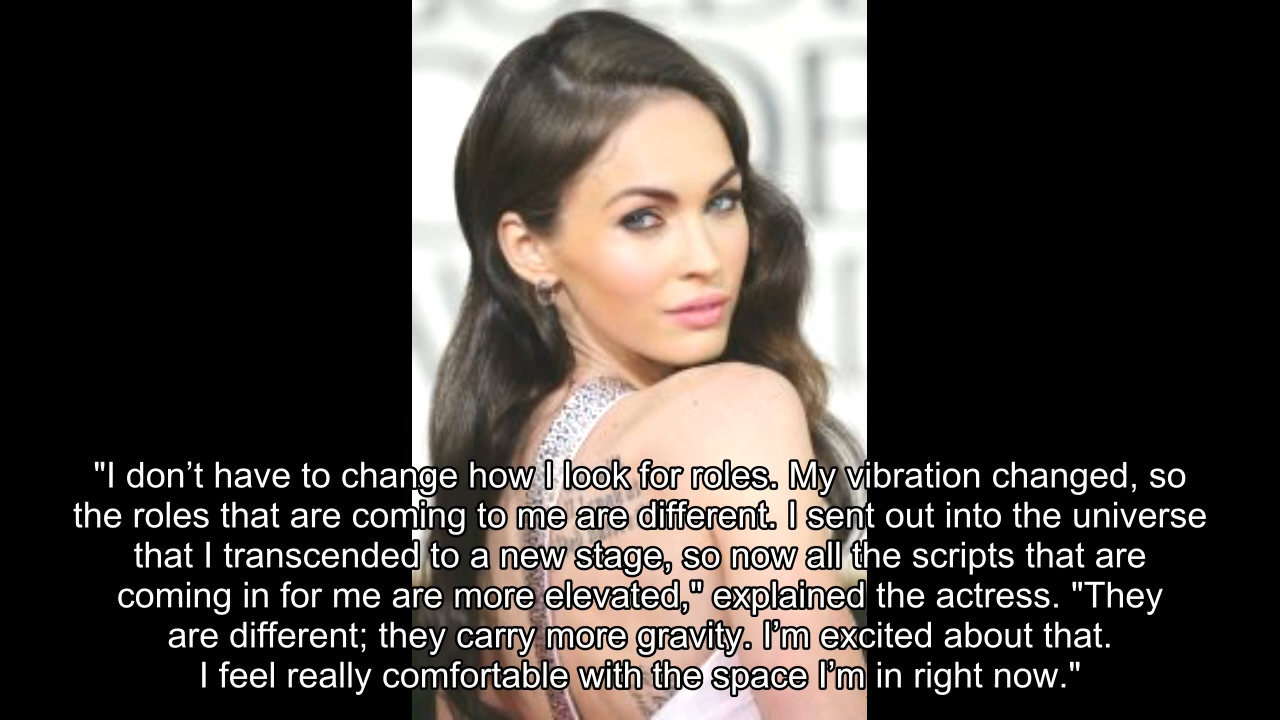 "I don’t have to change how I look for roles. My vibration changed, so
the roles that are coming to me are different. I sent out into the universe
that I transcended to a new stage, so now all the scripts that are
coming in for me are more elevated," explained the actress. "They
are different; they carry more gravity. I’m excited about that.
I feel really comfortable with the space I’m in right now."